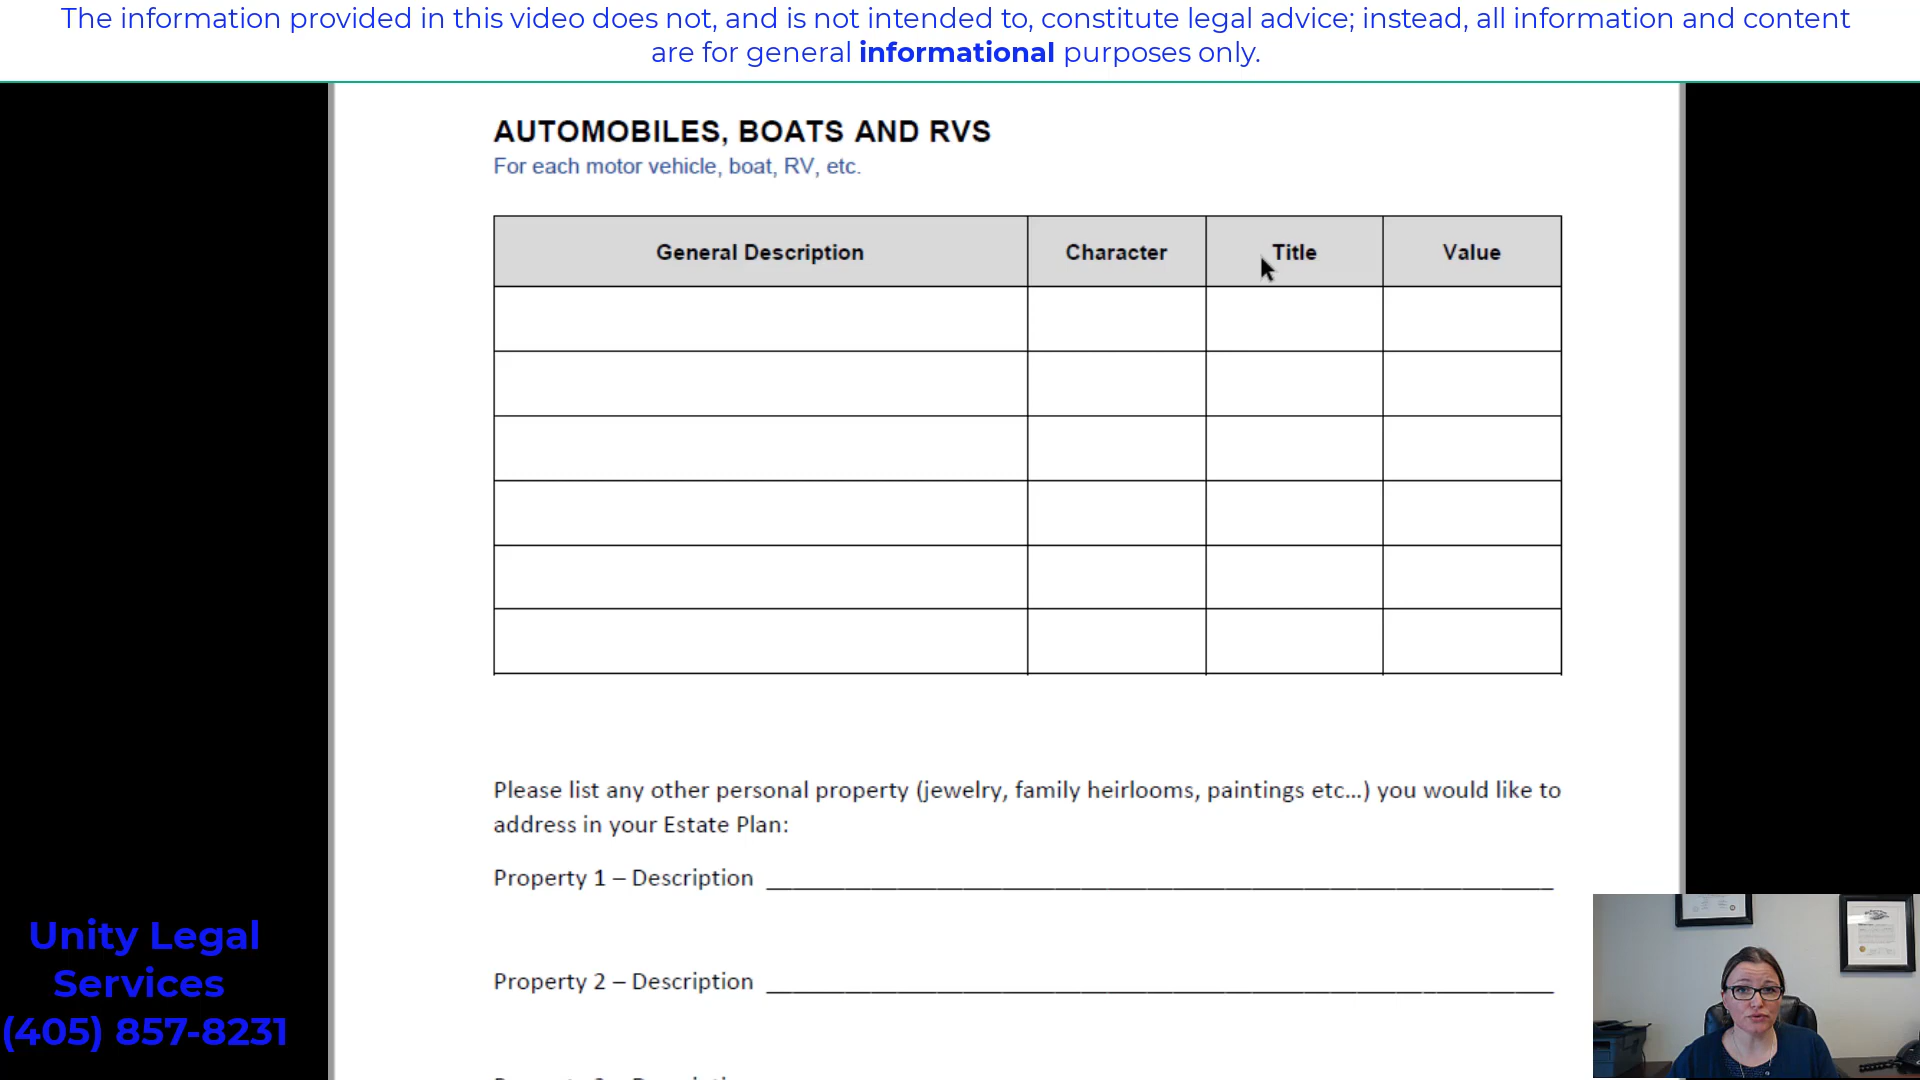 The information provided in this video does not, and is not intended to, constitute legal advice; instead, all information and content
are for general informational purposes only.
AUTOMOBILES, BOATS AND RVS
For each motor vehicle, boat, RV, etc.
General Description Character Title Value
Please list any other personal property (jewelry, family heirlooms, paintings etc...) you would like to
address in your Estate Plan:
Property 1 – Description
Property 2 – Description
Unity Legal
Services
(405) 857-8231